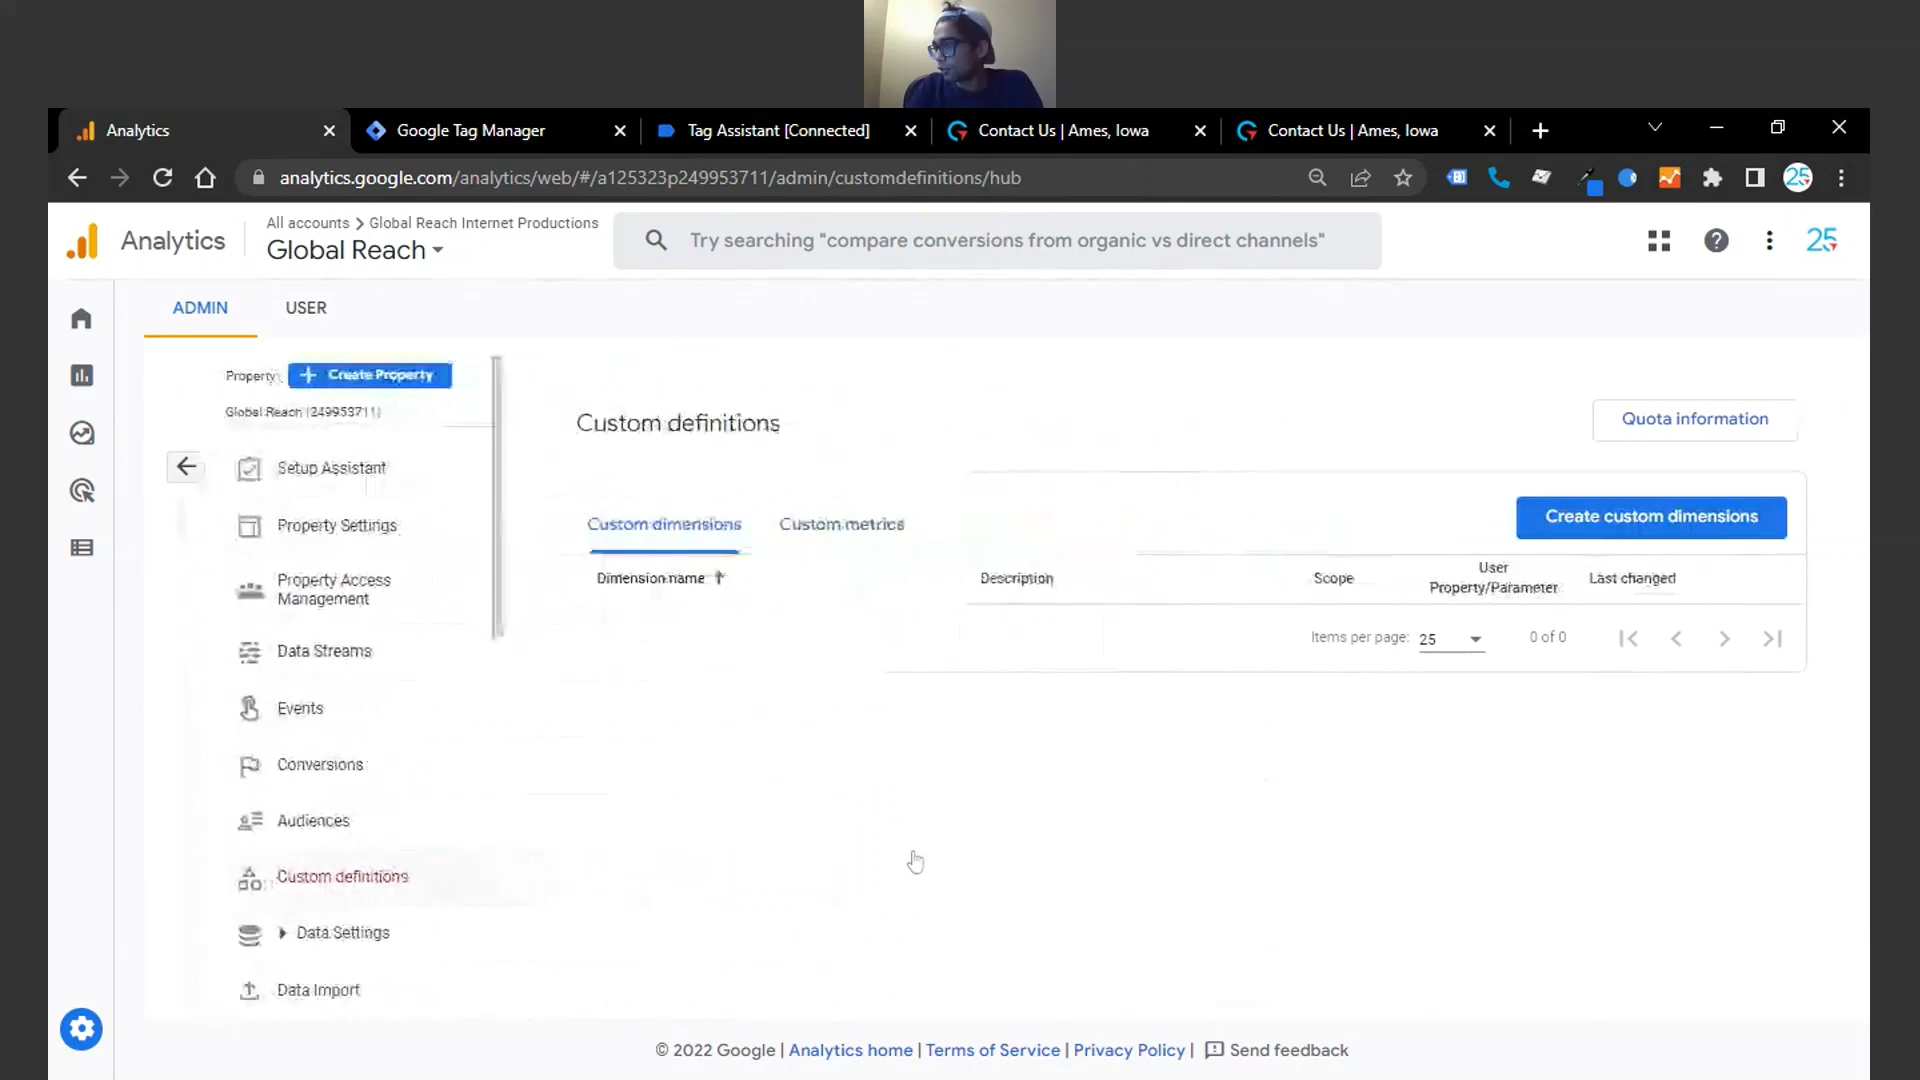 Analytics
Google Tag Manager
Tag Assistant [Connected]
Contact Us | Ames, Iowa
Contact Us | Ames, Iowa
analytics.google.com/analytics/web/#/a125323p249953711/admin/customdefinitions/hub
25
Analytics
All accounts > Global Reach Internet Productions
Global Reach
Try searching "compare conversions from organic vs direct channels"
25
ADMIN
USER
Property
+ Create Property
Global Reach (249953711)
Setup Assistant
Property Settings
Property Access
Management
Data Streams
Events
Conversions
Audiences
Custom definitions
Data Settings
Data Import
Custom definitions
Quota information
Custom dimensions
Custom metrics
Create custom dimensions
Dimension name
Description
Scope
User
Property/Parameter
Last changed
Items per page: 25
0 of 0
© 2022 Google | Analytics home | Terms of Service | Privacy Policy | Send feedback